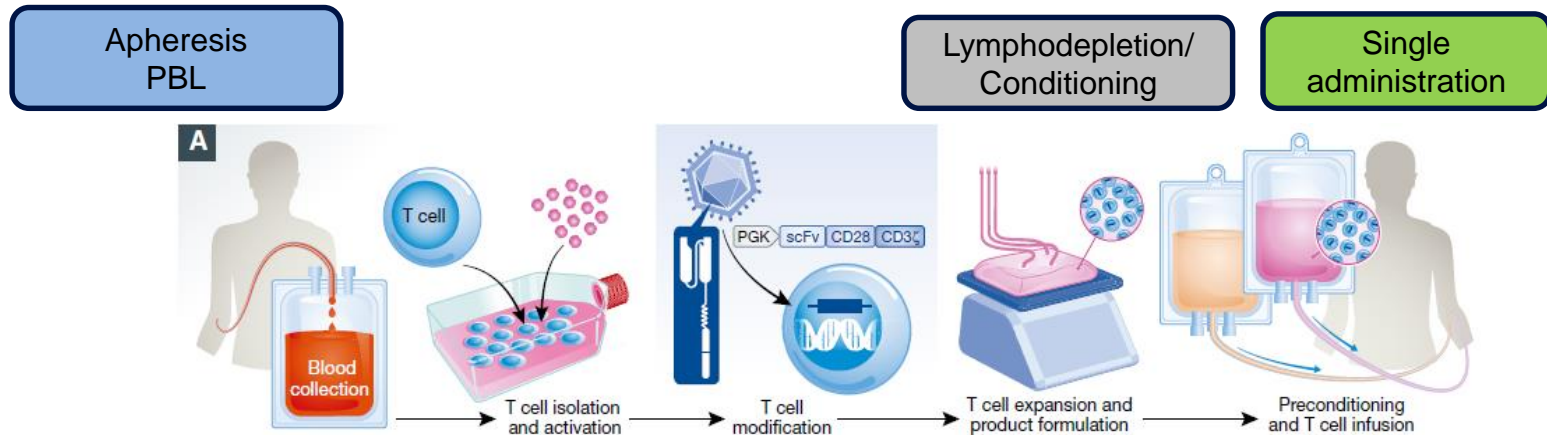 Apheresis
PBL
Lymphodepletion/
Conditioning
Single
administration
A
T cell
PGK scFv CD28 CD3ζ
Blood
collection
T cell isolation
and activation
T cell
modification
T cell expansion and
product formulation
Preconditioning
and T cell infusion